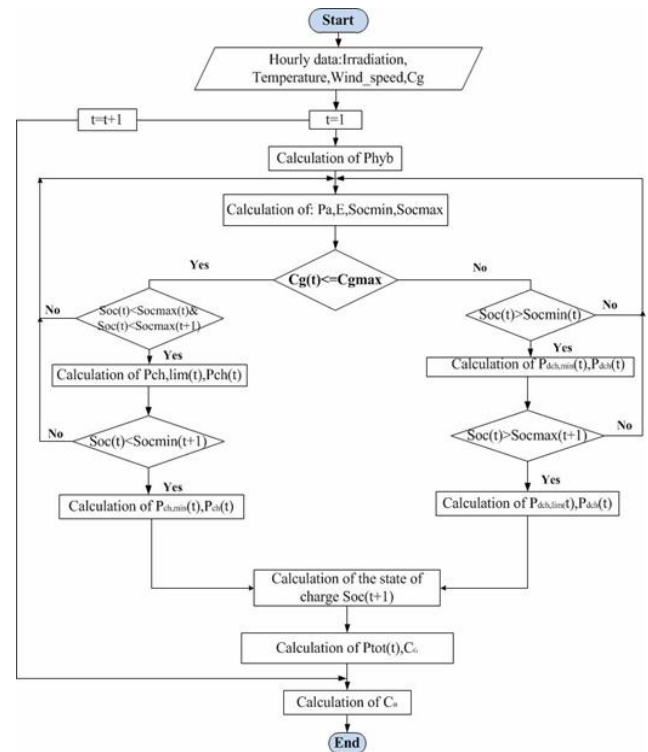 Start
Hourly data:Irradiation,
Temperature,Wind_speed,Cg
t=t+1
t=1
Calculation of Phyb
Calculation of: Pa,E,Socmin,Socmax
Yes
Cg(t)<=Cgmax
No
No
Soc(t)<Socmax(t)&
Soc(t)<Socmax(t+1)
Soc(t)>Socmin(t)
No
Yes
Calculation of Pch,lim(t),Pch(t)
Yes
Calculation of Pdch,min(t),Pdch(t)
No
Soc(t)<Socmin(t+1)
Soc(t)>Socmax(t+1)
No
Yes
Calculation of Pch,min(t),Pch(t)
Yes
Calculation of Pdch,lim(t),Pdch(t)
Calculation of the state of
charge Soc(t+1)
Calculation of Ptot(t),CG
Calculation of
End